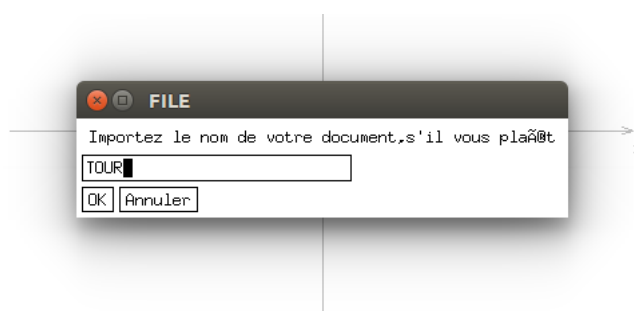 FILE
Importez le nom de votre document,s'il vous plaÃ®t
TOUR
OK Annuler